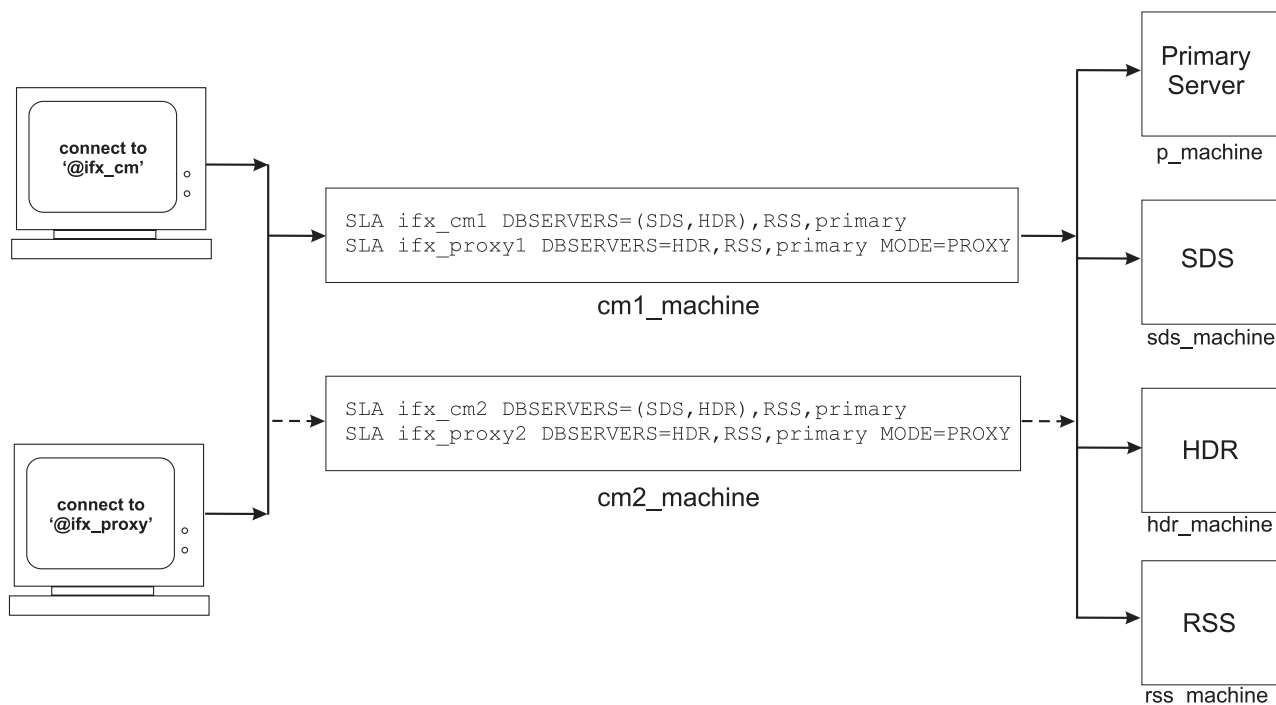 connect to
‘@ifx_cm’
connect to
‘@ifx_proxy’
SLA ifx_cm1 DBSERVERS=(SDS,HDR),RSS,primary
SLA ifx_proxy1 DBSERVERS=HDR,RSS,primary MODE=PROXY
cm1_machine
SLA ifx_cm2 DBSERVERS=(SDS,HDR),RSS,primary
SLA ifx_proxy2 DBSERVERS=HDR,RSS,primary MODE=PROXY
cm2_machine
Primary
Server
p_machine
SDS
sds_machine
HDR
hdr_machine
RSS
rss_machine